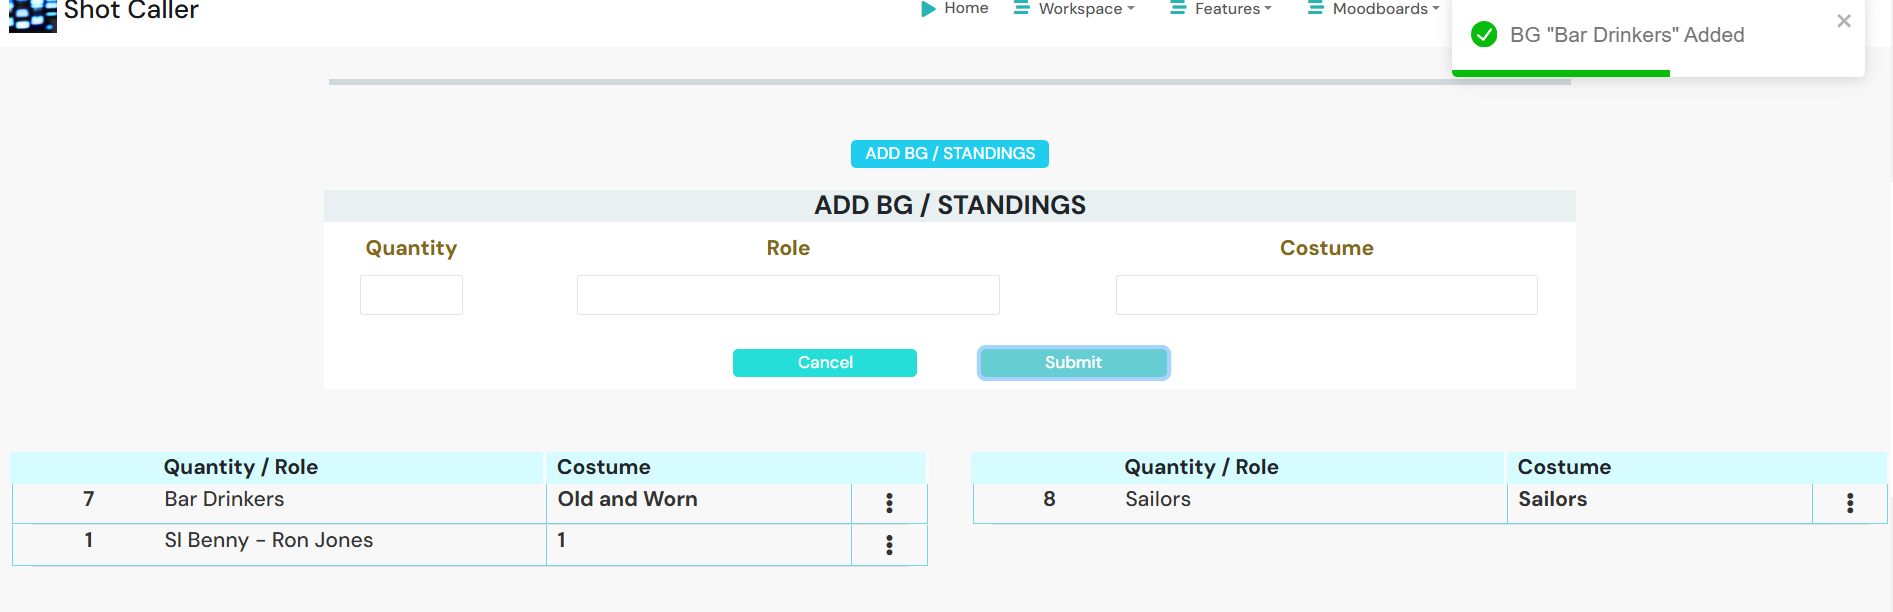 Shot Caller
Home Workspace Features Moodboards
BG "Bar Drinkers" Added
ADD BG / STANDINGS
ADD BG / STANDINGS
Quantity Role Costume
Cancel Submit
Quantity / Role Costume
7 Bar Drinkers Old and Worn
1 SI Benny - Ron Jones 1
Quantity / Role Costume
8 Sailors Sailors